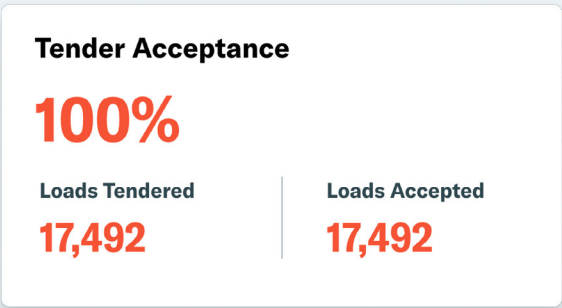 Tender Acceptance
100%
Loads Tendered
17,492
Loads Accepted
17,492